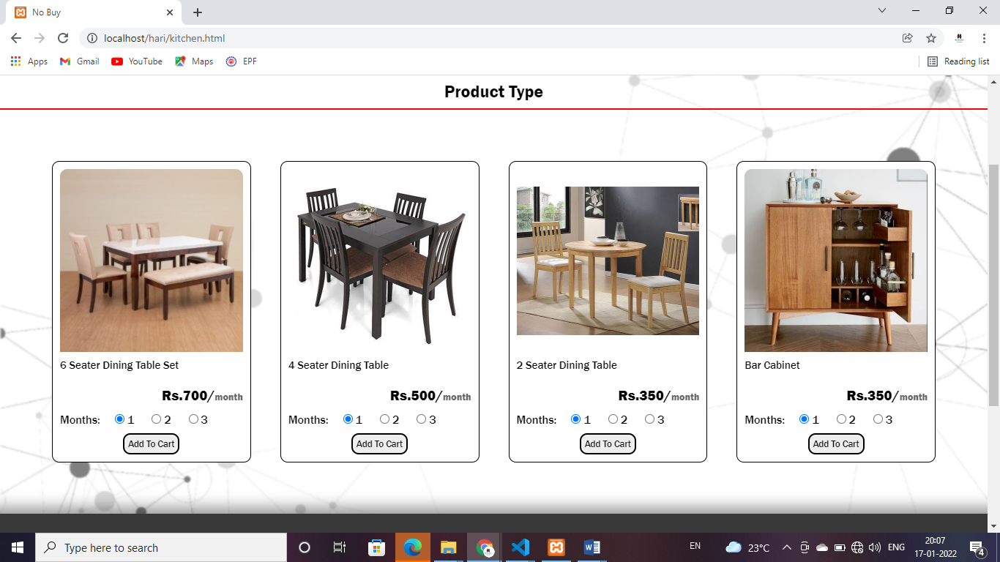 No Buy
localhost/hari/kitchen.html
Apps Gmail YouTube Maps EPF Reading list
Product Type
6 Seater Dining Table Set
Rs.700/month
Months: 1 2 3
Add To Cart
4 Seater Dining Table
Rs.500/month
Months: 1 2 3
Add To Cart
2 Seater Dining Table
Rs.350/month
Months: 1 2 3
Add To Cart
Bar Cabinet
Rs.350/month
Months: 1 2 3
Add To Cart
Type here to search
EN 23°C ENG 20:07
17-01-2022 4